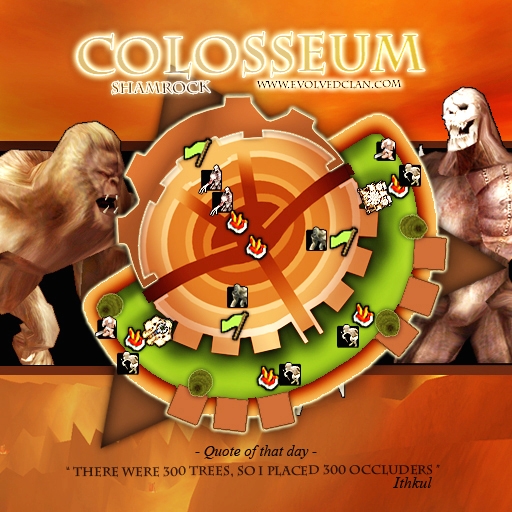 COLOSSEUM
SHAMROCK
WWW.EVOLVEDCLAN.COM
- Quote of that day -
" THERE WERE 300 TREES, SO I PLACED 300 OCCLUDERS "
Ithkul